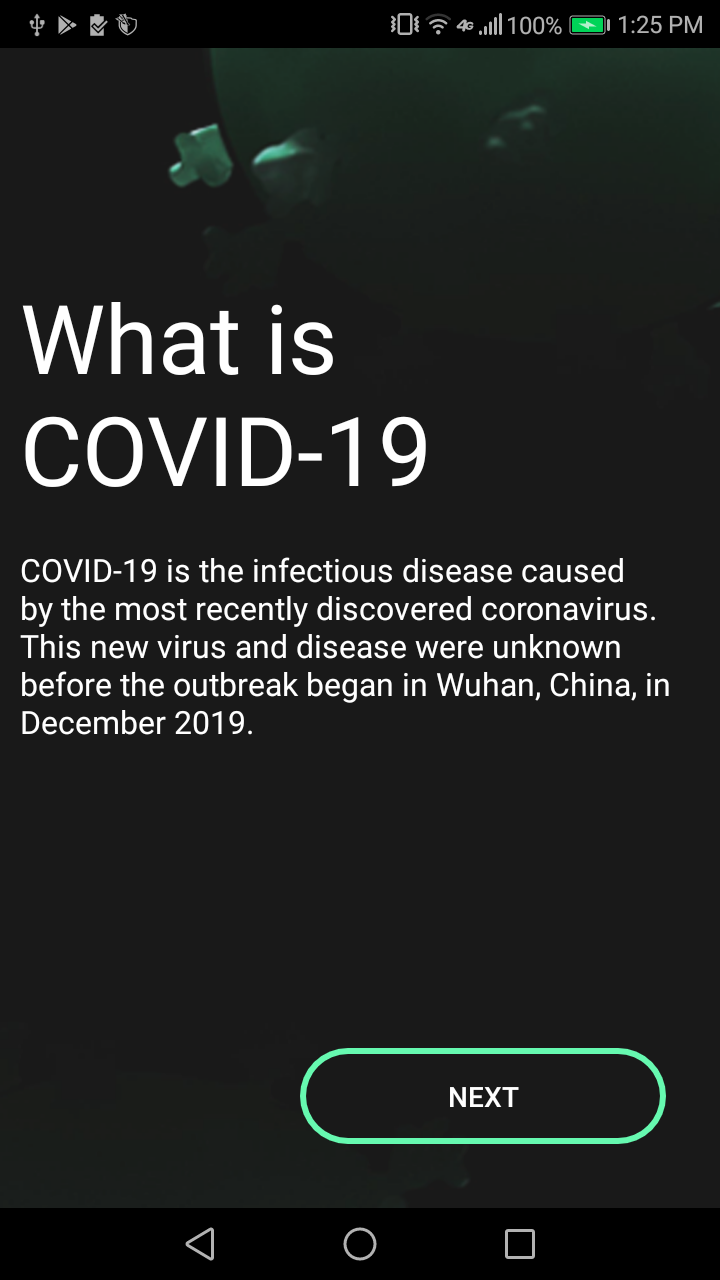 4G 100% 1:25 PM
What is
COVID-19
COVID-19 is the infectious disease caused
by the most recently discovered coronavirus.
This new virus and disease were unknown
before the outbreak began in Wuhan, China, in
December 2019.
NEXT